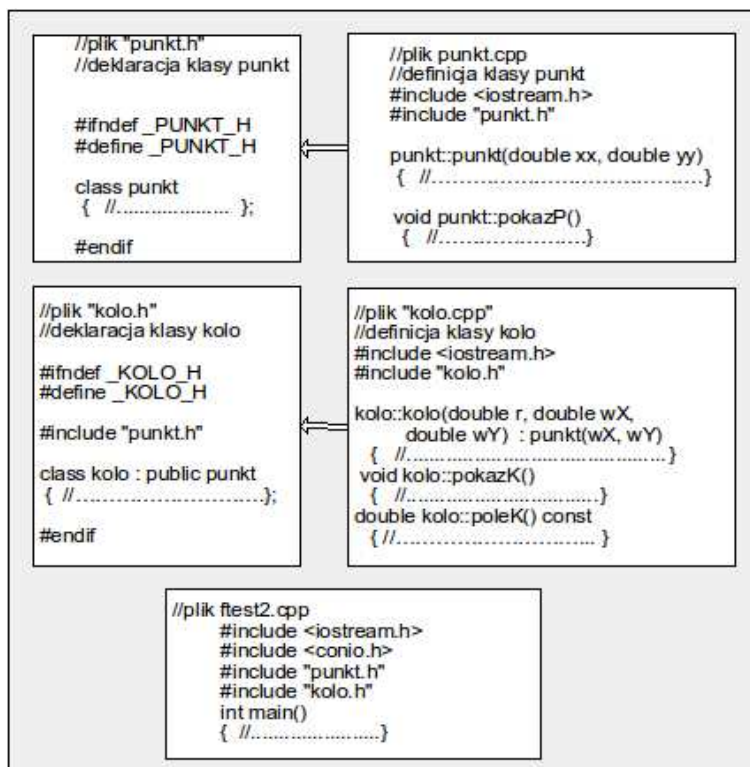 //plik "punkt.h"
//deklaracja klasy punkt
#ifndef _PUNKT_H
#define _PUNKT_H
class punkt
{ //..................... };
#endif
//plik punkt.cpp
//definicja klasy punkt
#include <iostream.h>
#include "punkt.h"
punkt::punkt(double xx, double yy)
{ //……………………………………}
void punkt::pokazP()
{ //…………………..}
//plik "kolo.h"
//deklaracja klasy kolo
#ifndef _KOLO_H
#define _KOLO_H
#include "punkt.h"
class kolo : public punkt
{ //………………………….};
#endif
//plik "kolo.cpp"
//definicja klasy kolo
#include <iostream.h>
#include "kolo.h"
kolo::kolo(double r, double wX,
double wY) : punkt(wX, wY)
{ //…………………………………… }
void kolo::pokazK()
{ //………………………….}
double kolo::poleK() const
{ //………………………….. }
//plik ftest2.cpp
#include <iostream.h>
#include <conio.h>
#include "punkt.h"
#include "kolo.h"
int main()
{ //........................}